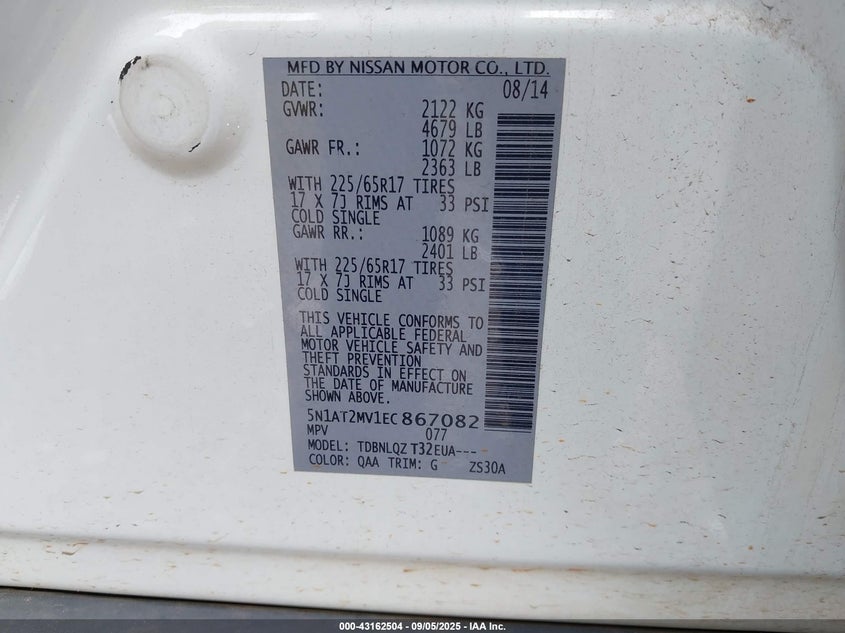 MFD BY NISSAN MOTOR CO., LTD.
DATE: 08/14
GVWR: 2122 KG
4679 LB
GAWR FR.: 1072 KG
2363 LB
WITH 225/65R17 TIRES
17 X 7J RIMS AT 33 PSI
COLD SINGLE
GAWR RR.: 1089 KG
2401 LB
WITH 225/65R17 TIRES
17 X 7J RIMS AT 33 PSI
COLD SINGLE
THIS VEHICLE CONFORMS TO
ALL APPLICABLE FEDERAL
MOTOR VEHICLE SAFETY AND
THEFT PREVENTION
STANDARDS IN EFFECT ON
THE DATE OF MANUFACTURE
SHOWN ABOVE.
5N1AT2MV1EC867082
MPV 077
MODEL: TDBNLQZ T32EUA---
COLOR: QAA TRIM: G ZS30A
000-43162504 - 09/05/2025 - IAA Inc.